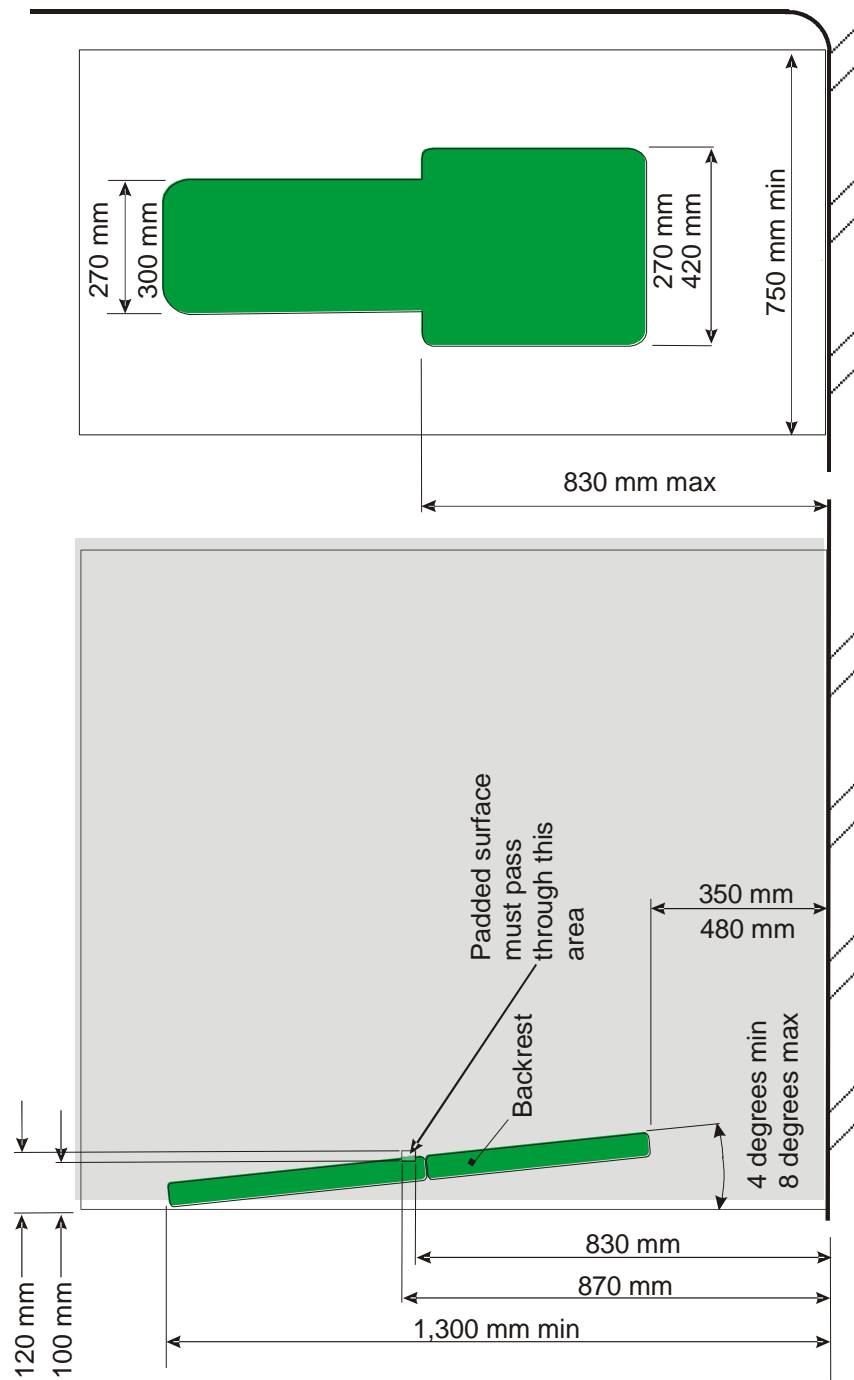 270 mm
300 mm
270 mm
420 mm
750 mm min
830 mm max
Padded surface
must pass
through this
area
Backrest
350 mm
480 mm
4 degrees min
8 degrees max
830 mm
870 mm
1,300 mm min
120 mm
100 mm